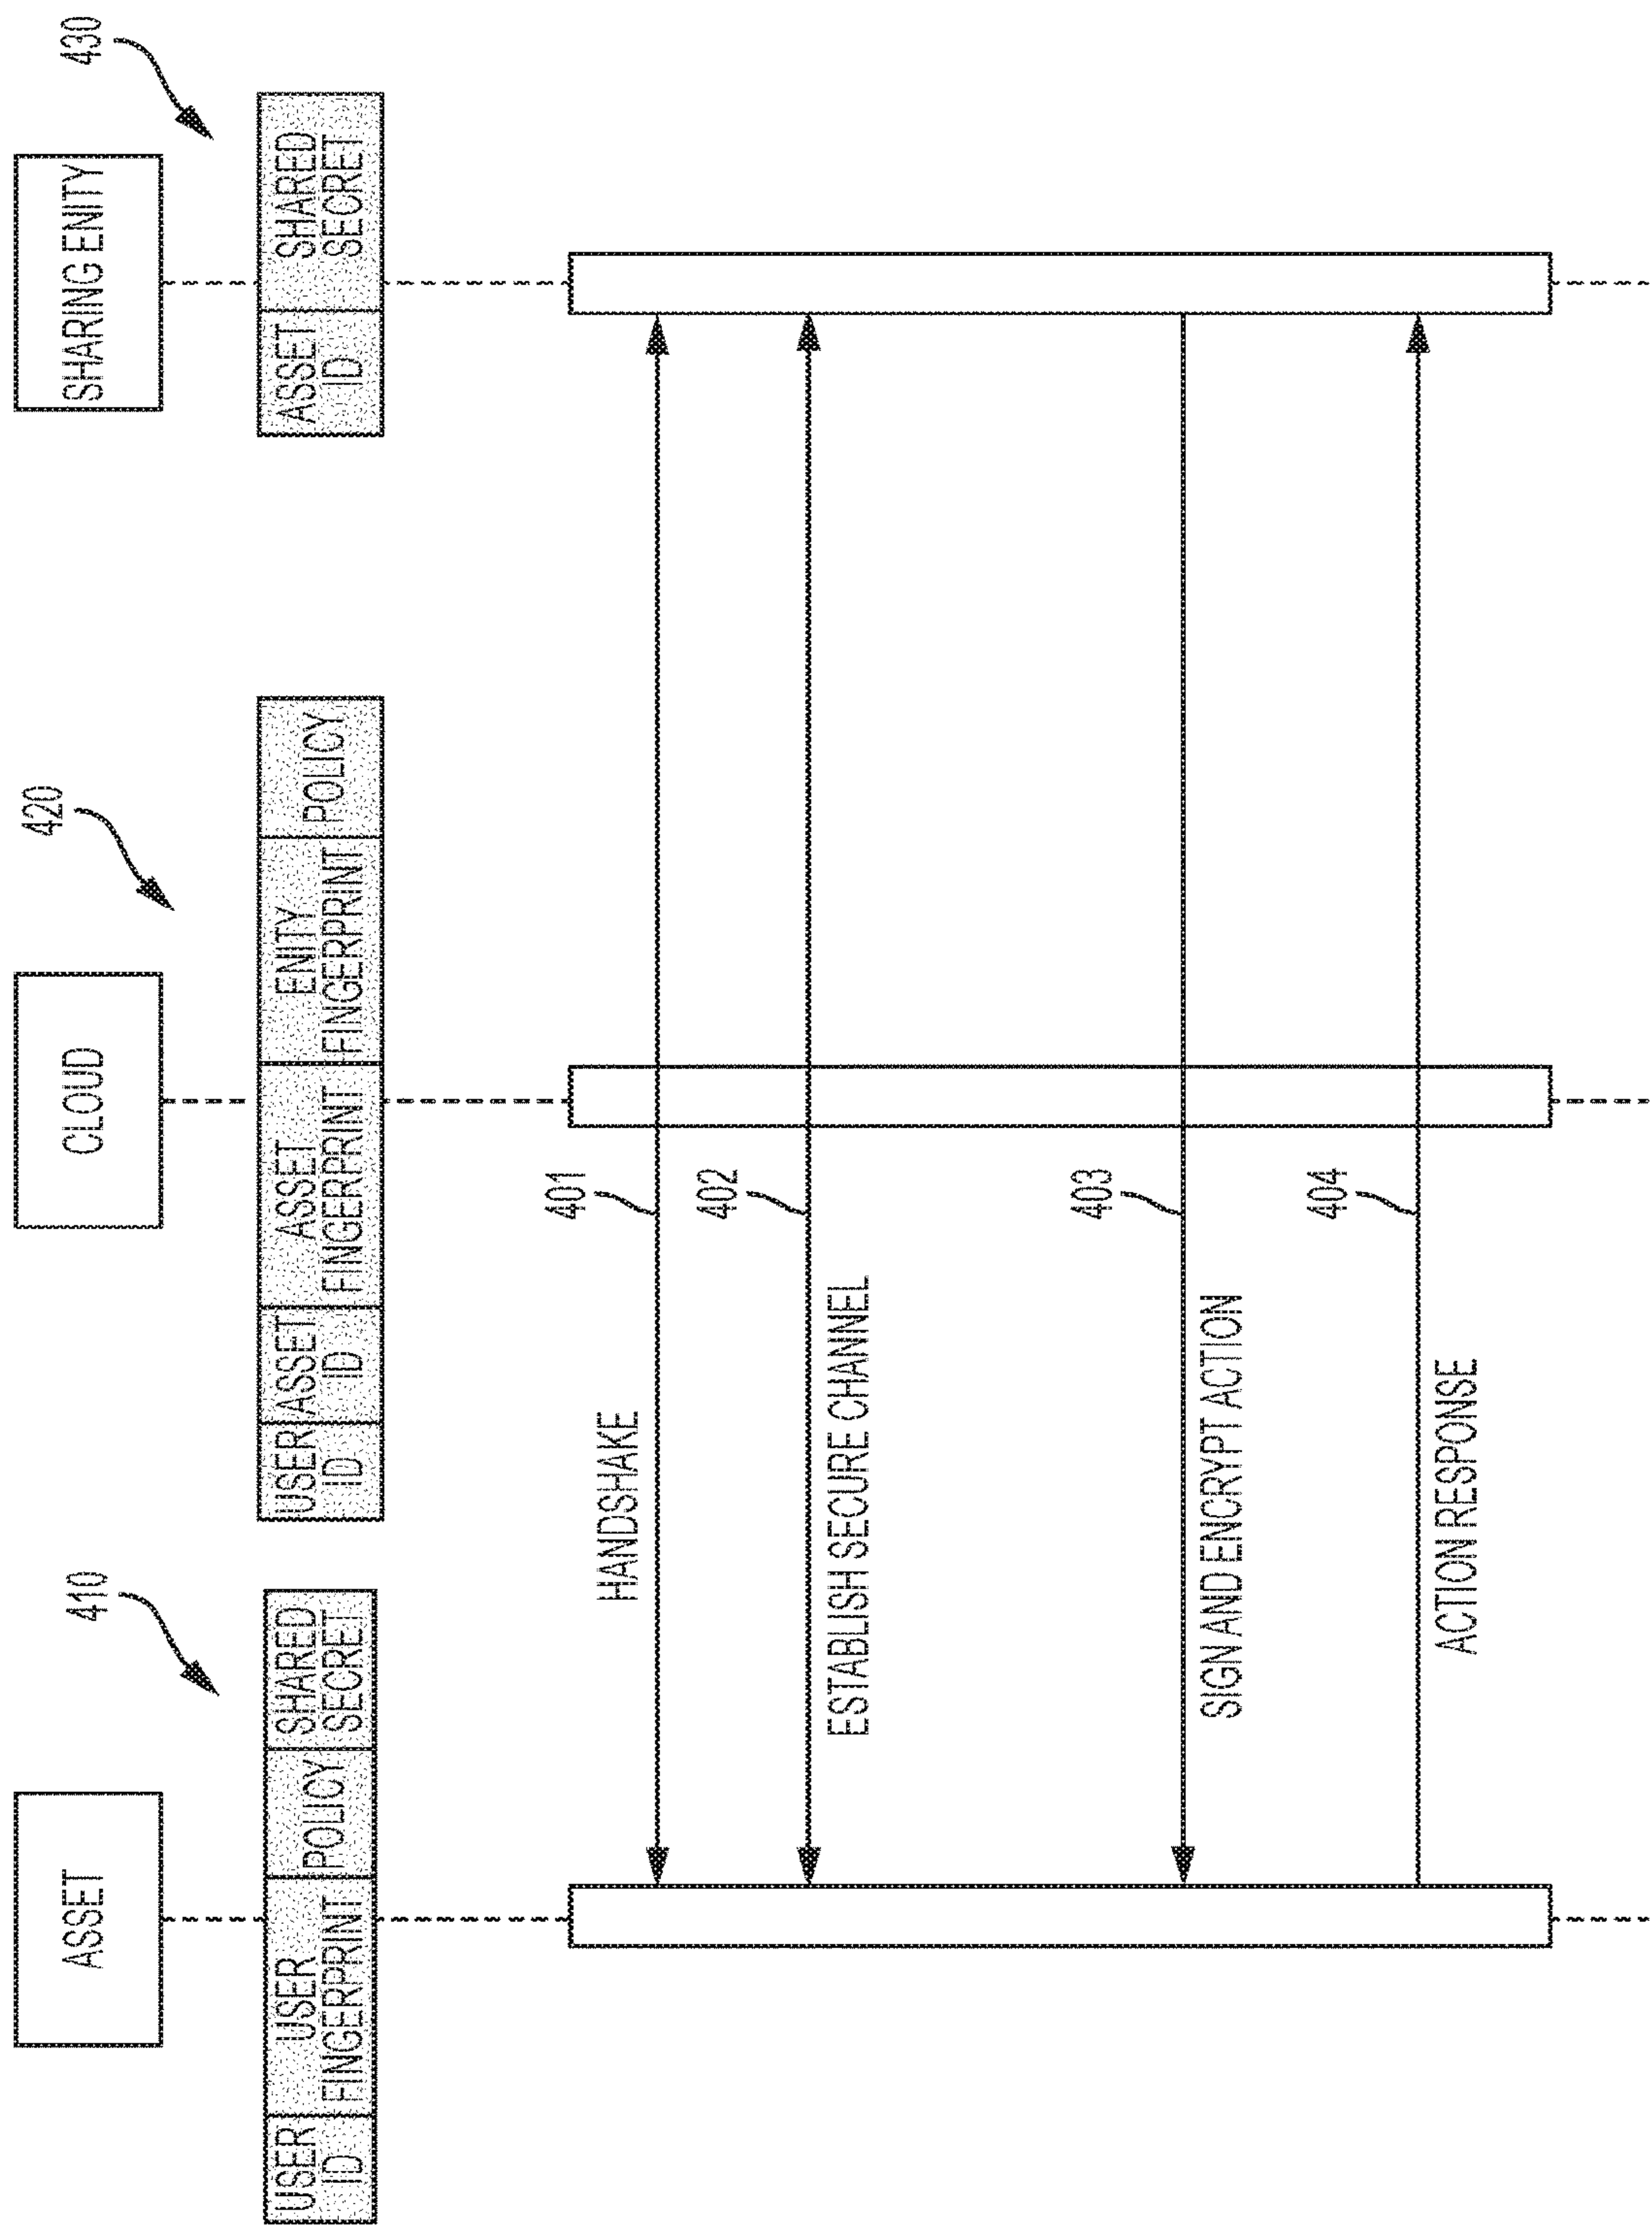 ASSET
CLOUD
SHARING ENITY
410
420
430
USER
ID
USER
FINGERPRINT
POLICY
SHARED
SECRET
USER
ID
ASSET
ID
ASSET
FINGERPRINT
ENITY
FINGERPRINT
POLICY
ASSET
ID
SHARED
SECRET
401
HANDSHAKE
402
ESTABLISH SECURE CHANNEL
403
SIGN AND ENCRYPT ACTION
404
ACTION RESPONSE